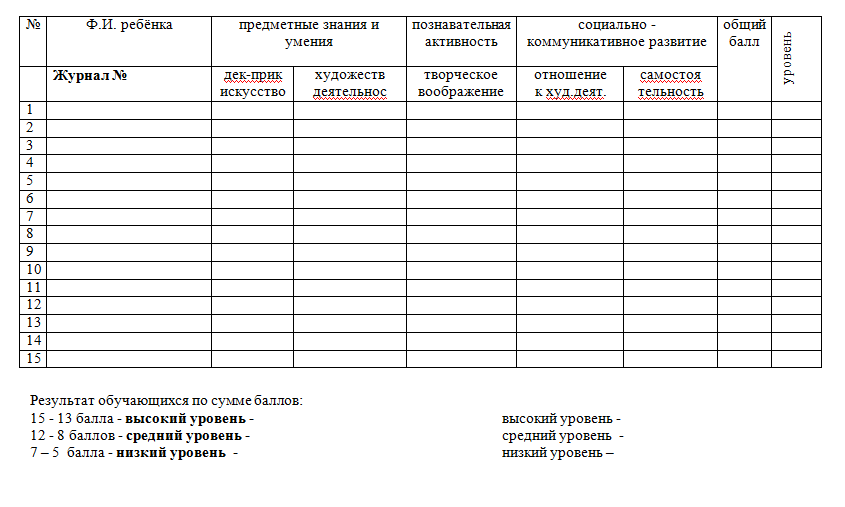 № Ф.И. ребёнка предметные знания и познавательная социально - общий уровень
умения активность коммуникативное развитие балл
Журнал № дек-прик художеств творческое отношение самостоя
искусство деятельнос воображение к худ.деят. тельность
1
2
3
4
5
6
7
8
9
10
11
12
13
14
15
Результат обучающихся по сумме баллов:
15 - 13 балла - высокий уровень - высокий уровень -
12 - 8 баллов - средний уровень - средний уровень -
7 – 5 балла - низкий уровень - низкий уровень –